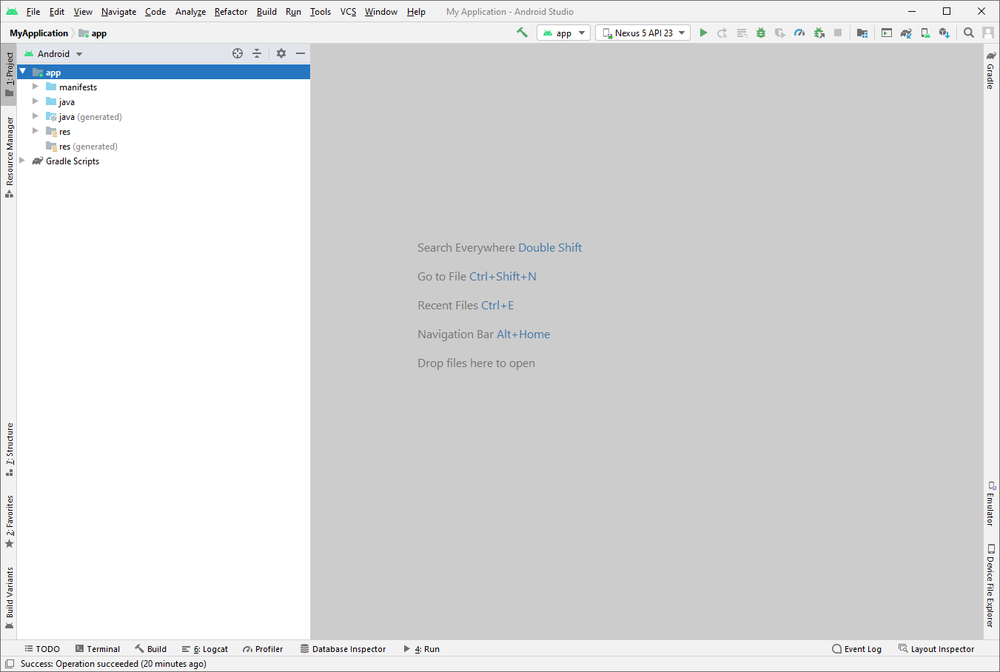 File Edit View Navigate Code Analyze Refactor Build Run Tools VCS Window Help My Application - Android Studio
MyApplication app app Nexus 5 API 23
1: Project
Resource Manager
7: Structure
2: Favorites
Build Variants
Android
app
manifests
java
java (generated)
res
res (generated)
Gradle Scripts
Search Everywhere Double Shift
Go to File Ctrl+Shift+N
Recent Files Ctrl+E
Navigation Bar Alt+Home
Drop files here to open
Gradle
Emulator
Device File Explorer
TODO Terminal Build 6: Logcat Profiler Database Inspector 4: Run Event Log Layout Inspector
Success: Operation succeeded (20 minutes ago)